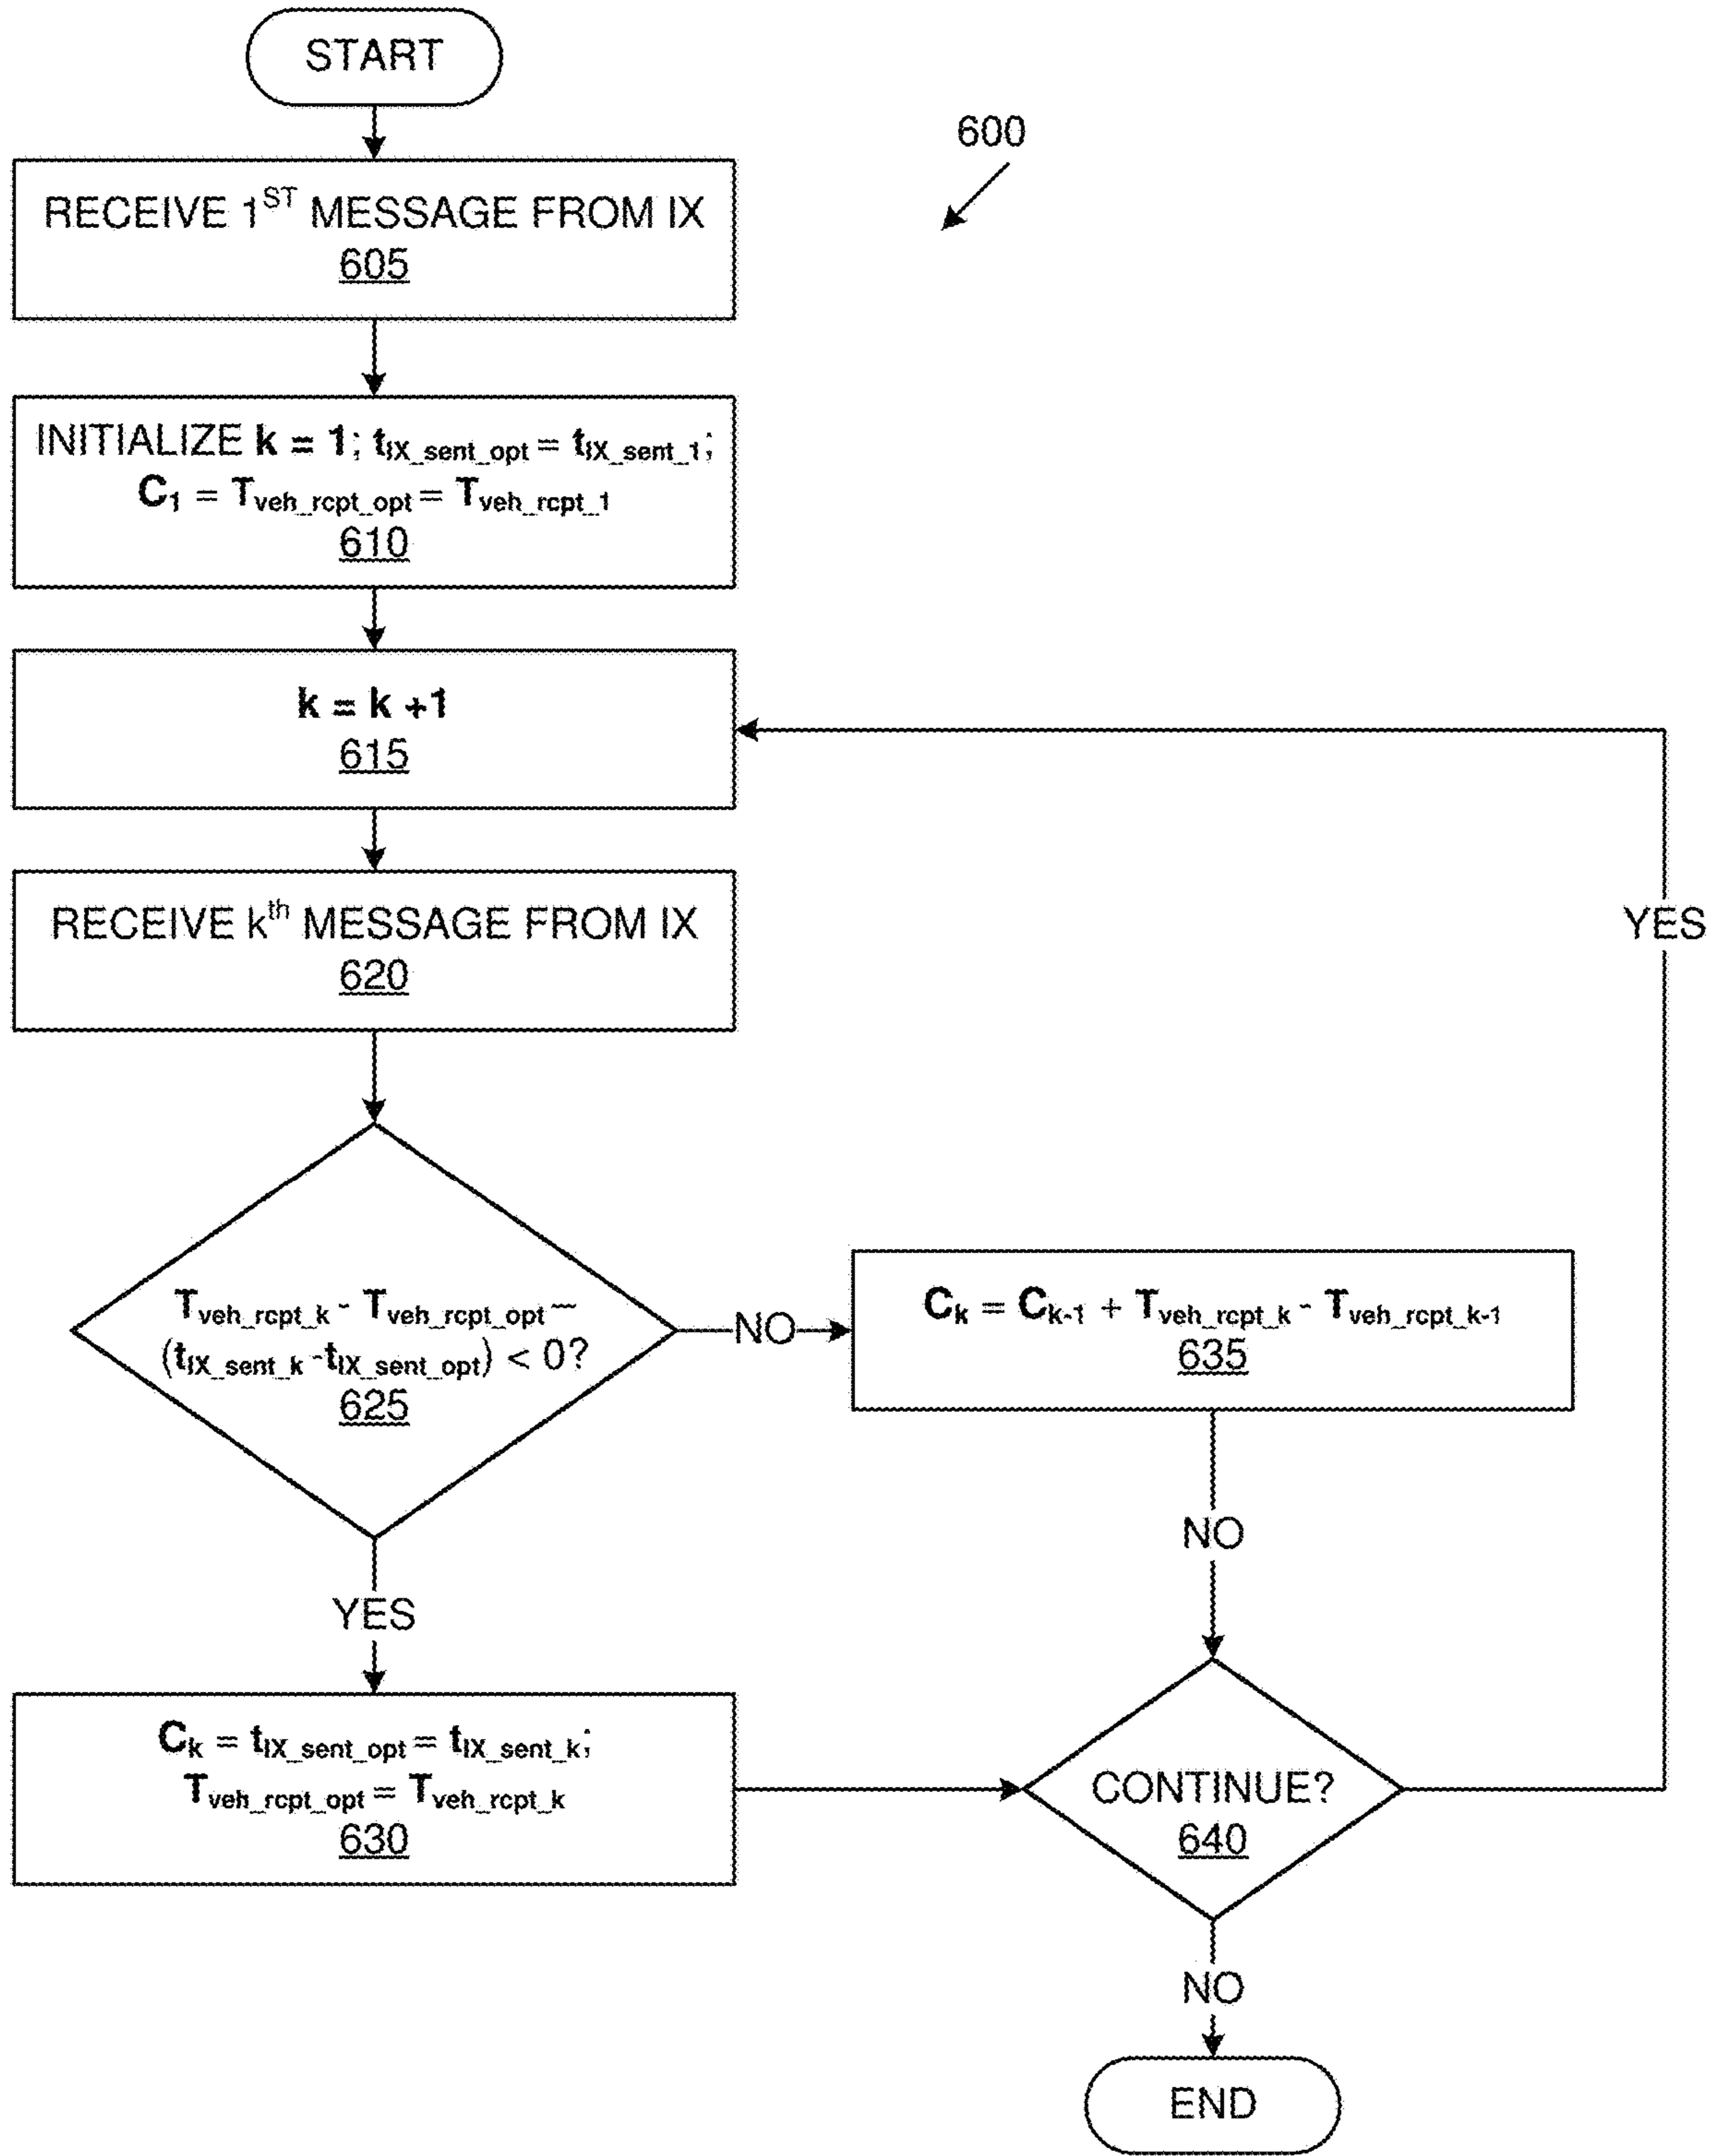 START
600
RECEIVE 1ST MESSAGE FROM IX
605
INITIALIZE k = 1; tIX_sent_opt = tIX_sent_1;
C1 = Tveh_rcpt_opt = Tveh_rcpt_1
610
k = k +1
615
RECEIVE kth MESSAGE FROM IX
620
YES
Tveh_rcpt_k - Tveh_rcpt_opt –
(tIX_sent_k -tIX_sent_opt) < 0?
625
NO
Ck = Ck-1 + Tveh_rcpt_k - Tveh_rcpt_k-1
635
NO
YES
Ck = tIX_sent_opt = tIX_sent_k;
Tveh_rcpt_opt = Tveh_rcpt_k
630
CONTINUE?
640
NO
END